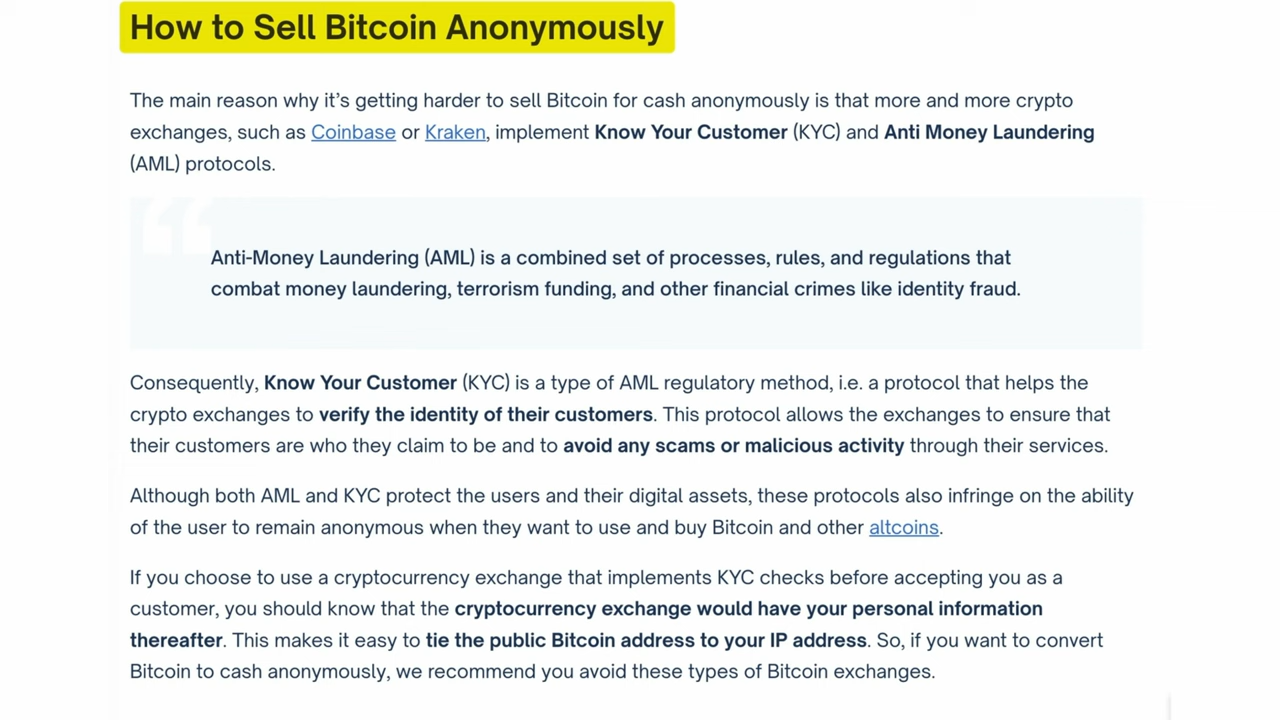 How to Sell Bitcoin Anonymously
The main reason why it’s getting harder to sell Bitcoin for cash anonymously is that more and more crypto
exchanges, such as Coinbase or Kraken, implement Know Your Customer (KYC) and Anti Money Laundering
(AML) protocols.
Anti-Money Laundering (AML) is a combined set of processes, rules, and regulations that
combat money laundering, terrorism funding, and other financial crimes like identity fraud.
Consequently, Know Your Customer (KYC) is a type of AML regulatory method, i.e. a protocol that helps the
crypto exchanges to verify the identity of their customers. This protocol allows the exchanges to ensure that
their customers are who they claim to be and to avoid any scams or malicious activity through their services.
Although both AML and KYC protect the users and their digital assets, these protocols also infringe on the ability
of the user to remain anonymous when they want to use and buy Bitcoin and other altcoins.
If you choose to use a cryptocurrency exchange that implements KYC checks before accepting you as a
customer, you should know that the cryptocurrency exchange would have your personal information
thereafter. This makes it easy to tie the public Bitcoin address to your IP address. So, if you want to convert
Bitcoin to cash anonymously, we recommend you avoid these types of Bitcoin exchanges.